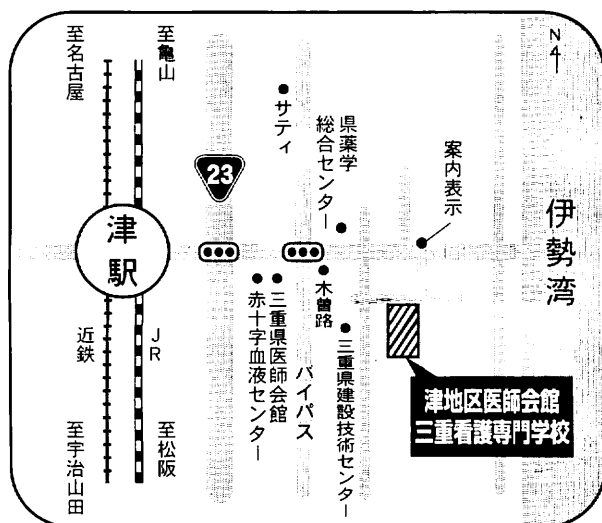 至名古屋
至亀山
N
サティ
県薬学
総合センター
案内表示
23
伊勢湾
津駅
木曽路
三重県医師会館
赤十字血液センター
バイパス
三重県建設技術センター
近鉄
JR
至宇治山田
至松阪
津地区医師会館
三重看護専門学校